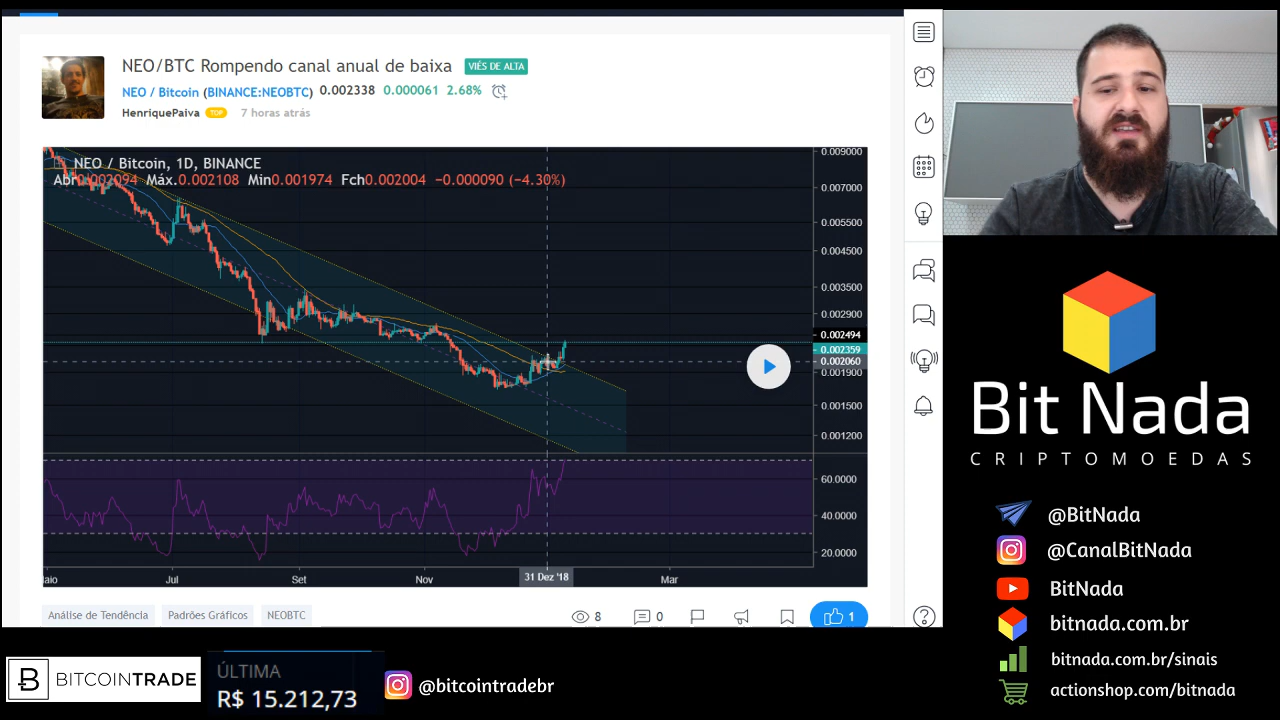 NEO/BTC Rompendo canal anual de baixa VIÉS DE ALTA
NEO / Bitcoin (BINANCE:NEOBTC) 0.002338 0.000061 2.68%
HenriquePaiva TOP 7 horas atrás
NEO / Bitcoin, 1D, BINANCE
Abr0.002094 Máx.0.002108 Mín0.001974 Fch0.002004 −0.000090 (−4.30%)
0.009000
0.007000
0.005500
0.004500
0.003500
0.002900
0.002494
0.002359
0.002060
0.001900
0.001500
0.001200
60.0000
40.0000
20.0000
Jul Set Nov 31 Dez '18 Mar
Análise de Tendência Padrões Gráficos NEOBTC 8 0 1
Bit Nada
CRIPTOMOEDAS
@BitNada
@CanalBitNada
BitNada
bitnada.com.br
bitnada.com.br/sinais
actionshop.com/bitnada
BITCOINTRADE
ÚLTIMA
R$ 15.212,73
@bitcointradebr